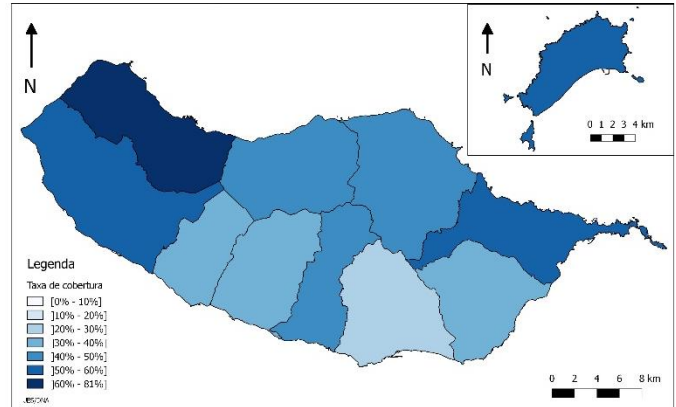 N
N
0 1 2 3 4 km
Legenda
Taxa de cobertura
[0% - 10%]
]10% - 20%]
]20% - 30%]
]30% - 40%]
]40% - 50%]
]50% - 60%]
]60% - 81%]
0 2 4 6 8 km